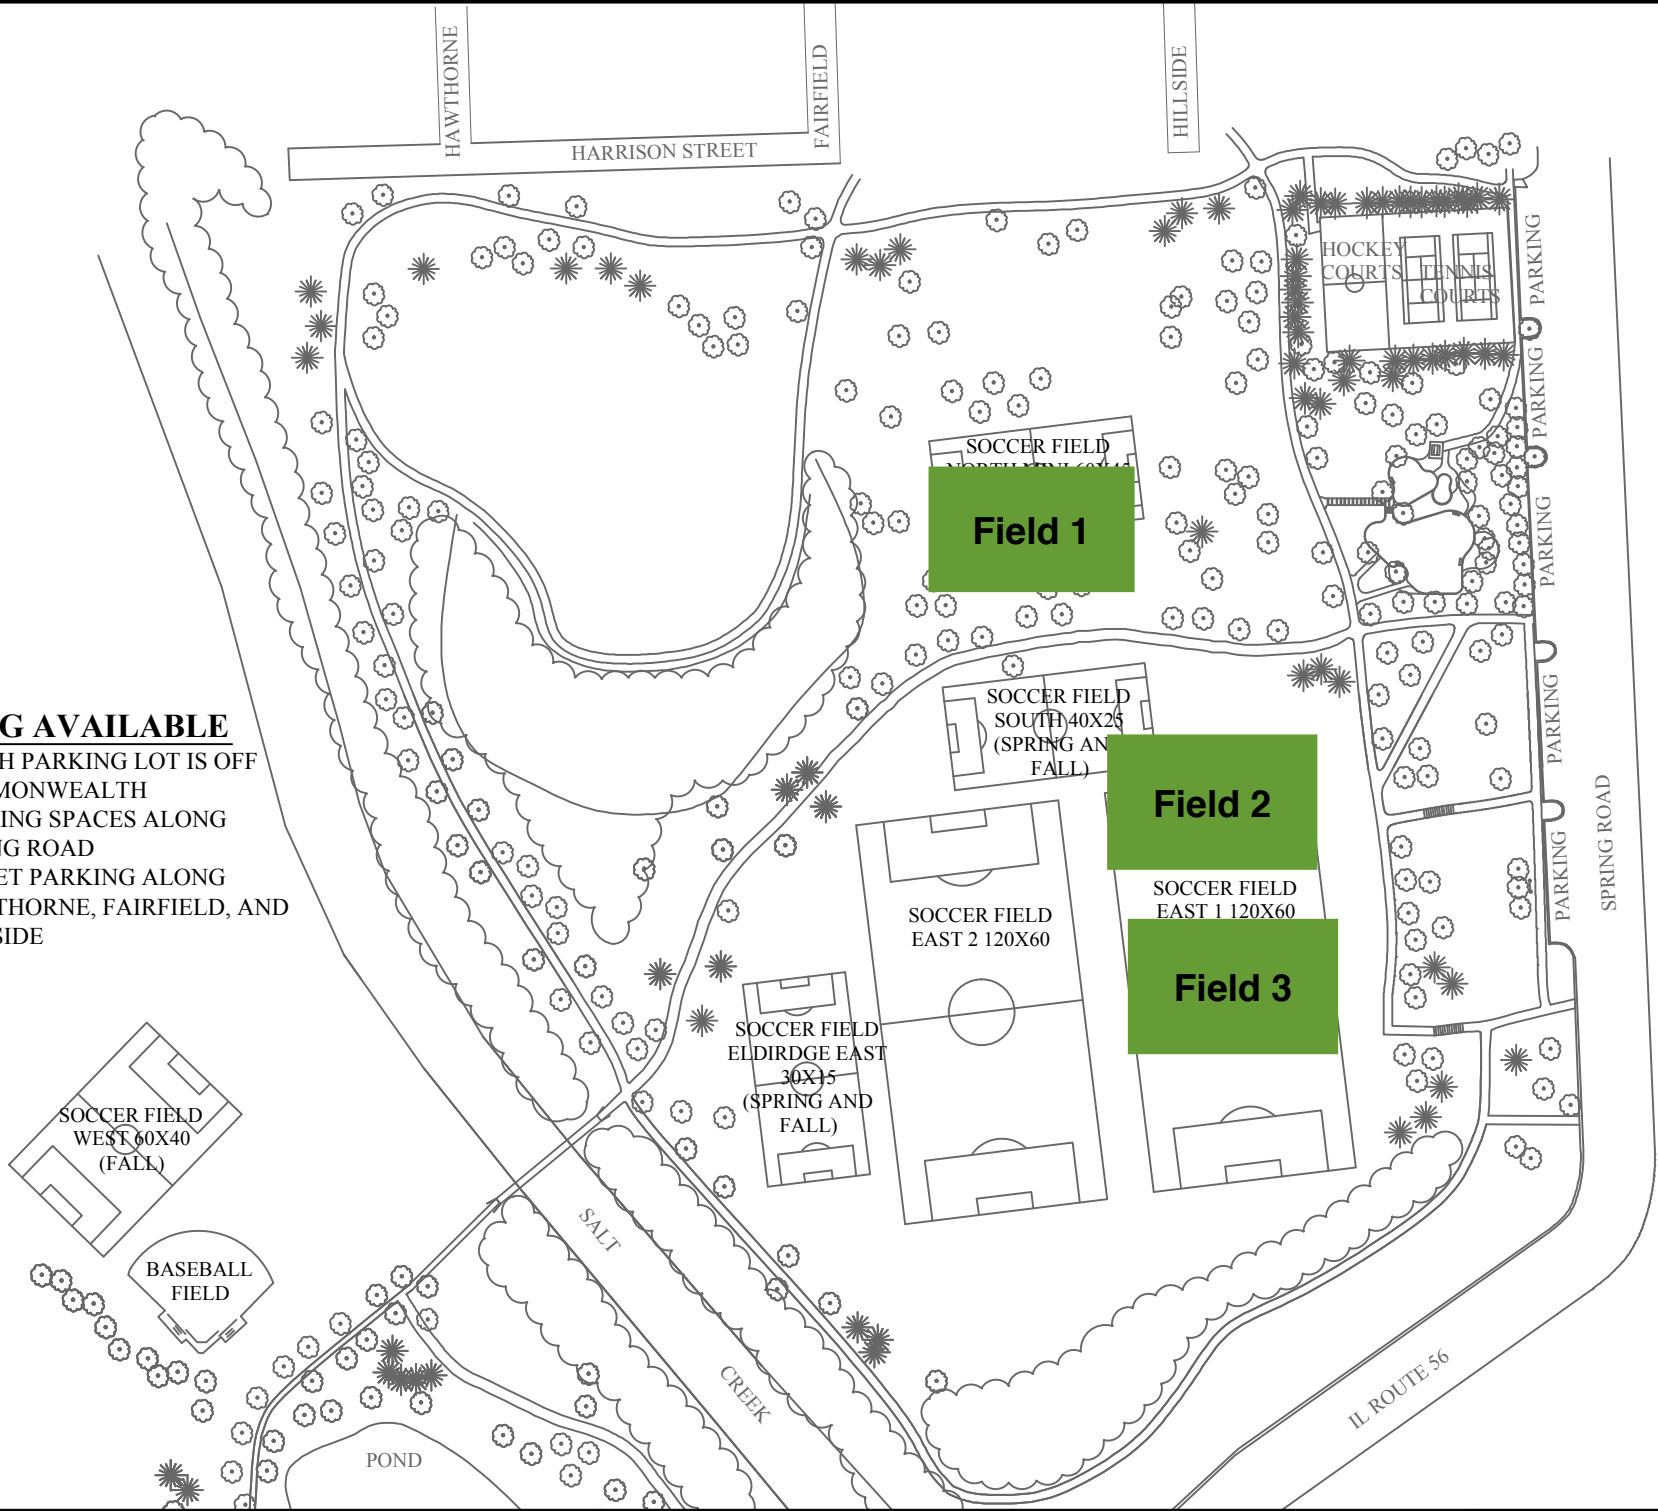 HAWTHORNE
FAIRFIELD
HILLSIDE
HARRISON STREET
HOCKEY
COURTS
TENNIS
COURTS
PARKING
PARKING
PARKING
PARKING
PARKING
SPRING ROAD
SOCCER FIELD
NORTH MINI 60X45
Field 1
SOCCER FIELD
SOUTH 40X25
(SPRING AN
FALL)
Field 2
G AVAILABLE
H PARKING LOT IS OFF
MONWEALTH
ING SPACES ALONG
NG ROAD
ET PARKING ALONG
THORNE, FAIRFIELD, AND
SIDE
SOCCER FIELD
EAST 1 120X60
SOCCER FIELD
EAST 2 120X60
Field 3
SOCCER FIELD
ELDIRDGE EAST
30X15
(SPRING AND
FALL)
SOCCER FIELD
WEST 60X40
(FALL)
BASEBALL
FIELD
SALT
CREEK
POND
IL ROUTE 56